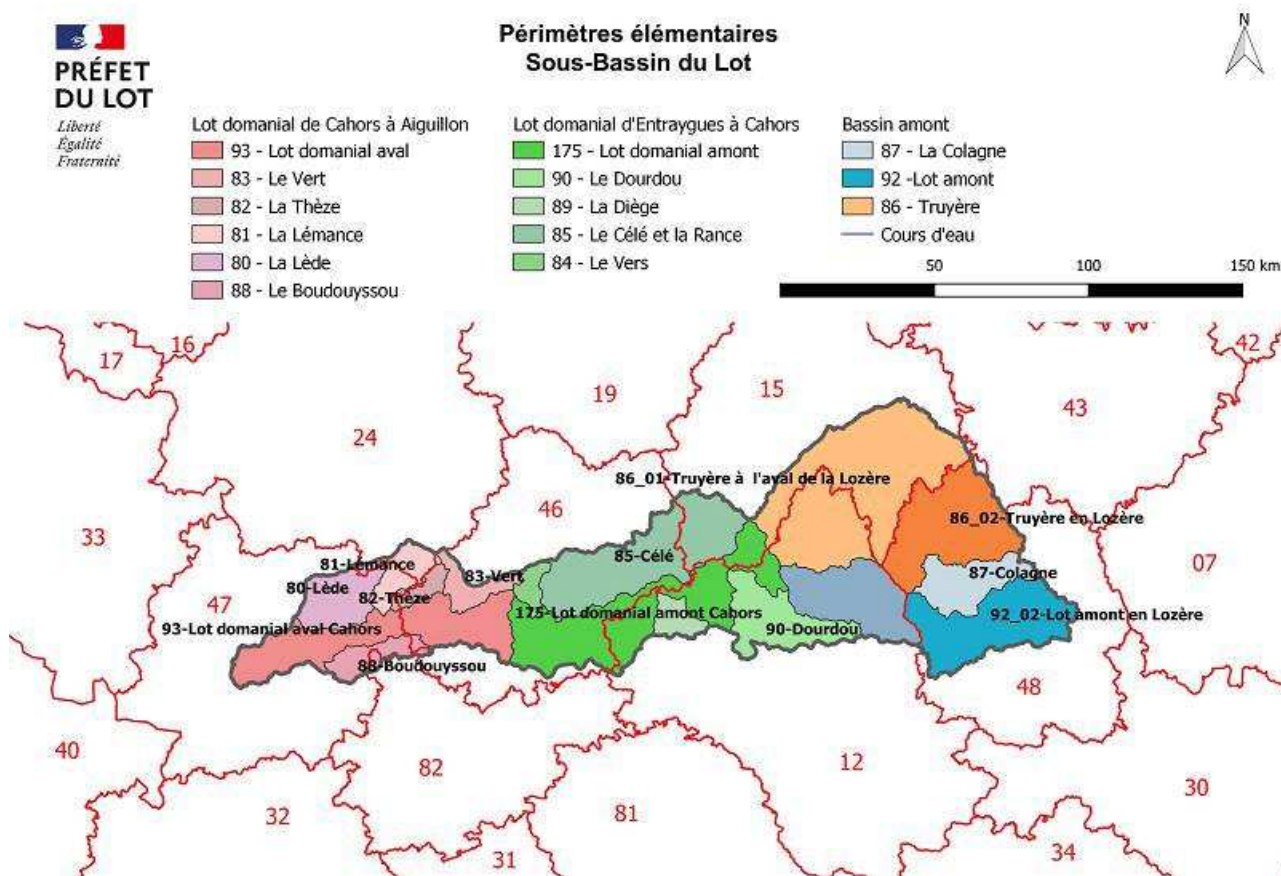 Périmètres élémentaires
Sous-Bassin du Lot
N
PRÉFET
DU LOT
Liberté
Égalité
Fraternité
Lot domanial de Cahors à Aiguillon
93 - Lot domanial aval
83 - Le Vert
82 - La Thèze
81 - La Lémance
80 - La Lède
88 - Le Boudouyssou
Lot domanial d'Entraygues à Cahors
175 - Lot domanial amont
90 - Le Dourdou
89 - La Diège
85 - Le Célé et la Rance
84 - Le Vers
Bassin amont
87 - La Colagne
92 -Lot amont
86 - Truyère
Cours d'eau
50 100 150 km
16
17
42
19
15
43
24
86_01-Truyère à l'aval de la Lozère
46
86_02-Truyère en Lozère
33
07
85-Célé
81-Lémance
83-Vert
87-Colagne
80-Lède
82-Thèze
47
175-Lot domanial amont Cahors
92_02-Lot amont en Lozère
93-Lot domanial aval Cahors
90-Dourdou
88-Boudouyssou
48
40
82
12
30
32
81
31
34